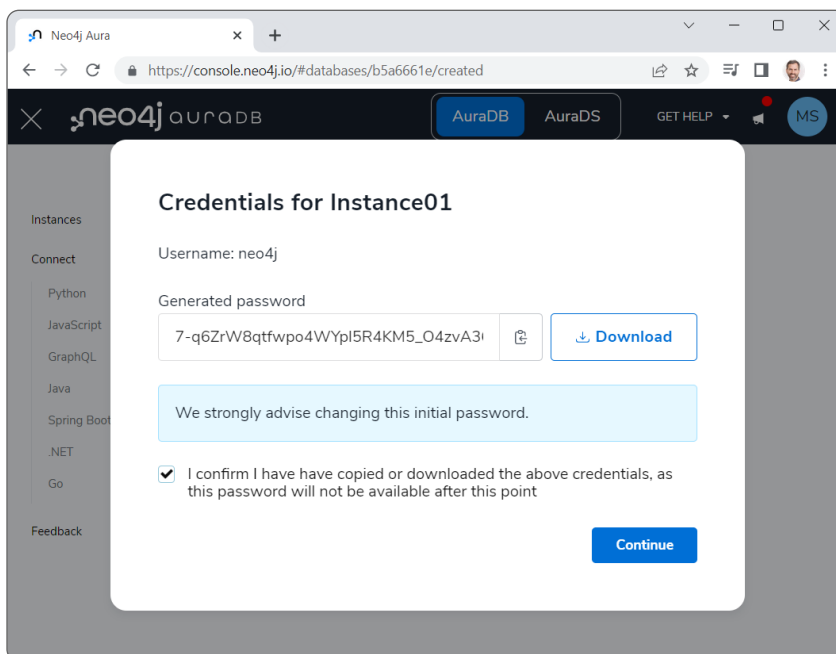 Neo4j Aura
https://console.neo4j.io/#databases/b5a6661e/created
neo4j auraDB
AuraDB AuraDS
GET HELP
MS
Instances
Connect
Python
JavaScript
GraphQL
Java
Spring Boot
.NET
Go
Feedback
Credentials for Instance01
Username: neo4j
Generated password
7-q6ZrW8qtfwpo4WYpI5R4KM5_O4zvA3
Download
We strongly advise changing this initial password.
I confirm I have have copied or downloaded the above credentials, as
this password will not be available after this point
Continue